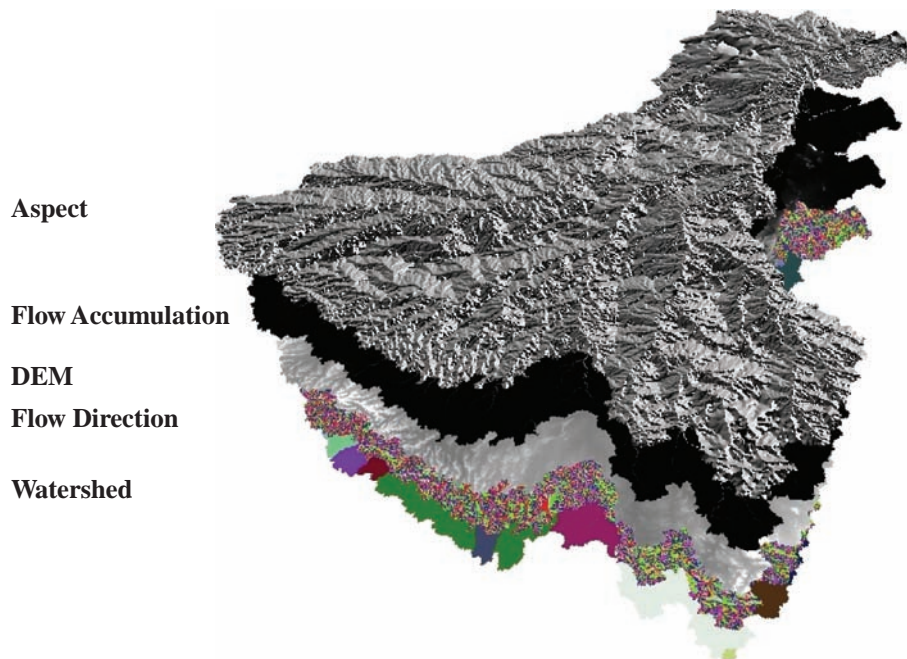 Aspect
Flow Accumulation
DEM
Flow Direction
Watershed